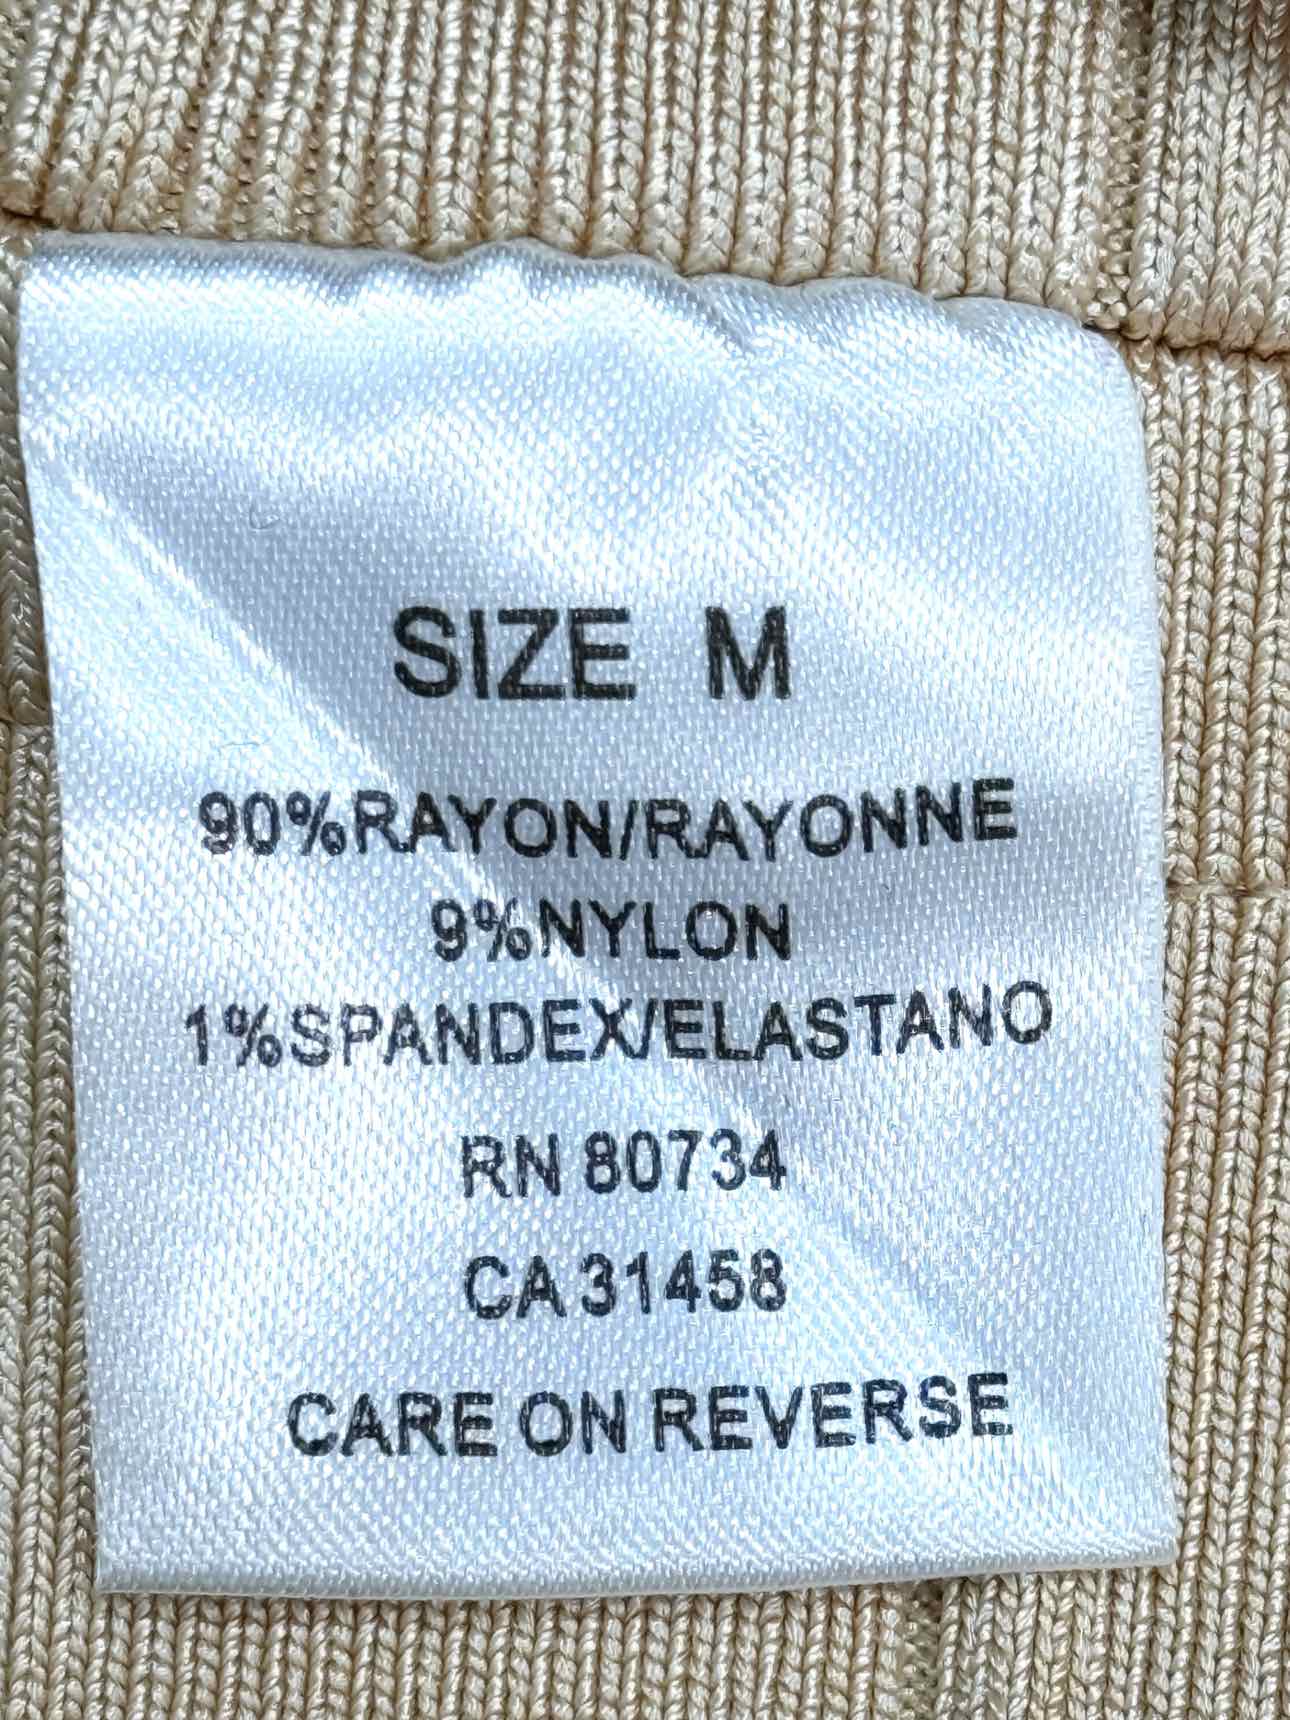 SIZE M
90%RAYON/RAYONNE
9%NYLON
1%SPANDEX/ELASTANO
RN 80734
CA 31458
CARE ON REVERSE